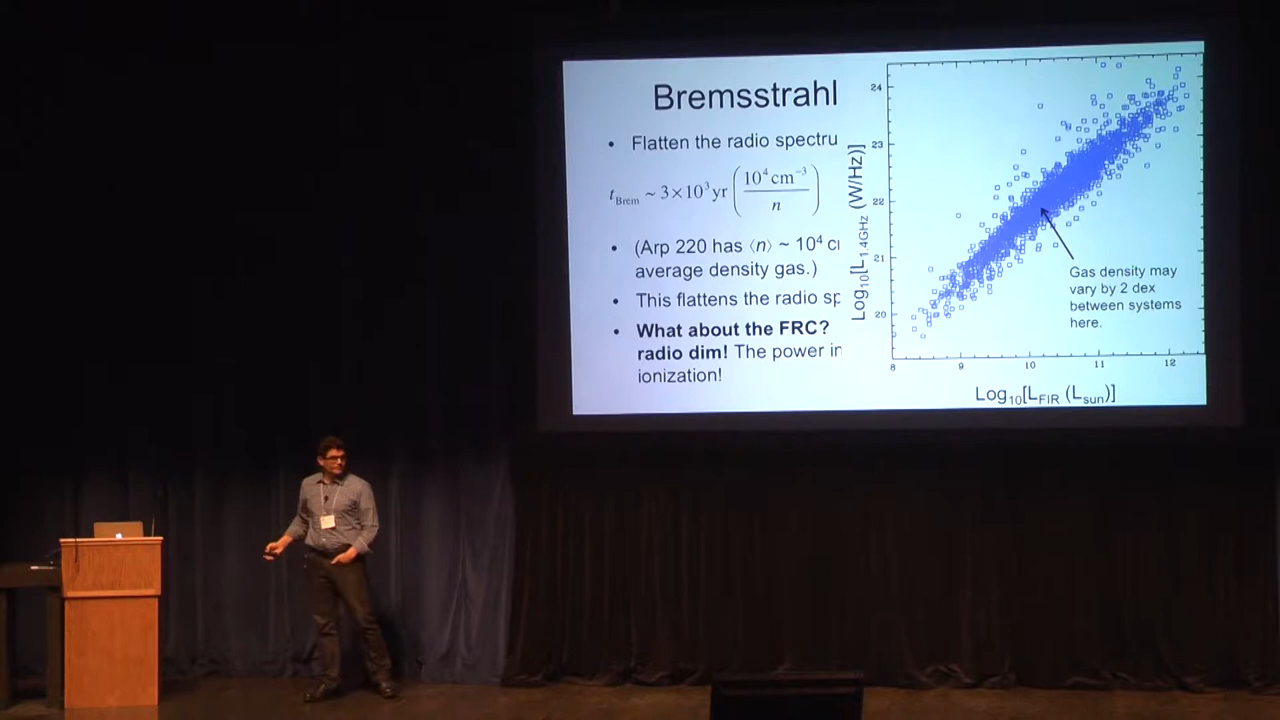 Bremsstrahl
• Flatten the radio spectru
t_Brem ~ 3×10³ yr (10⁴ cm⁻³ / n)
• (Arp 220 has ⟨n⟩ ~ 10⁴ c
average density gas.)
• This flattens the radio sp
• What about the FRC?
radio dim! The power in
ionization!
Log₁₀[L₁.₄GHz (W/Hz)]
24
23
22
21
20
8 9 10 11 12
Log₁₀[L_FIR (L_sun)]
Gas density may
vary by 2 dex
between systems
here.